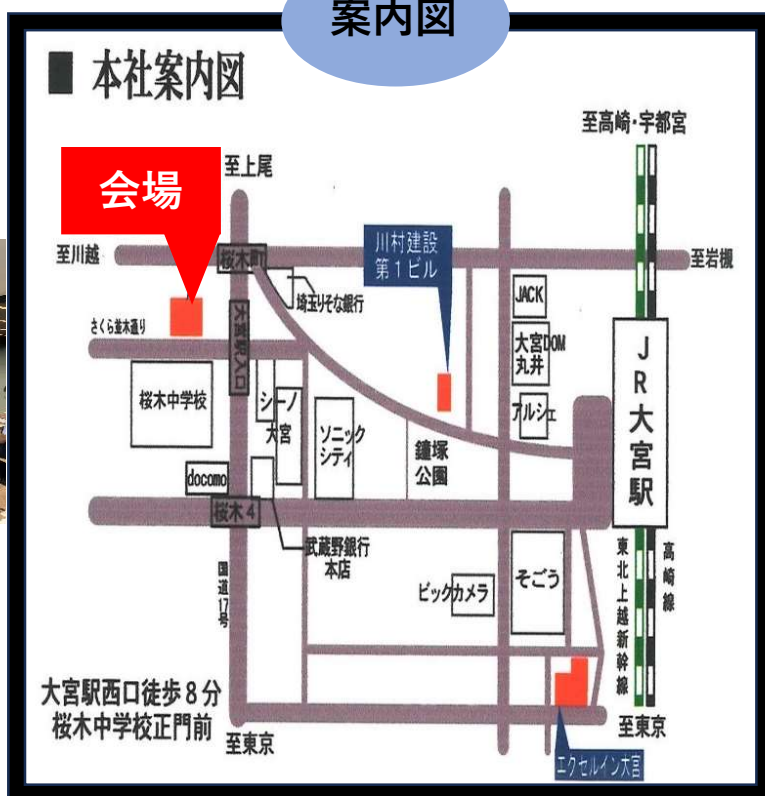 案内図
■ 本社案内図
至高崎・宇都宮
会場
至上尾
至川越
桜木町
川村建設
第1ビル
至岩槻
埼玉りそな銀行
JACK
さくら並木通り
大宮駅入口
大宮DOM
丸井
JR大宮駅
桜木中学校
シーノ
大宮
ソニック
シティ
アルシェ
鐘塚
公園
docomo
桜木4
武蔵野銀行
本店
国道17号
ビックカメラ
そごう
東北上越新幹線
高崎線
大宮駅西口徒歩8分
桜木中学校正門前
至東京
至東京
エクセルイン大宮